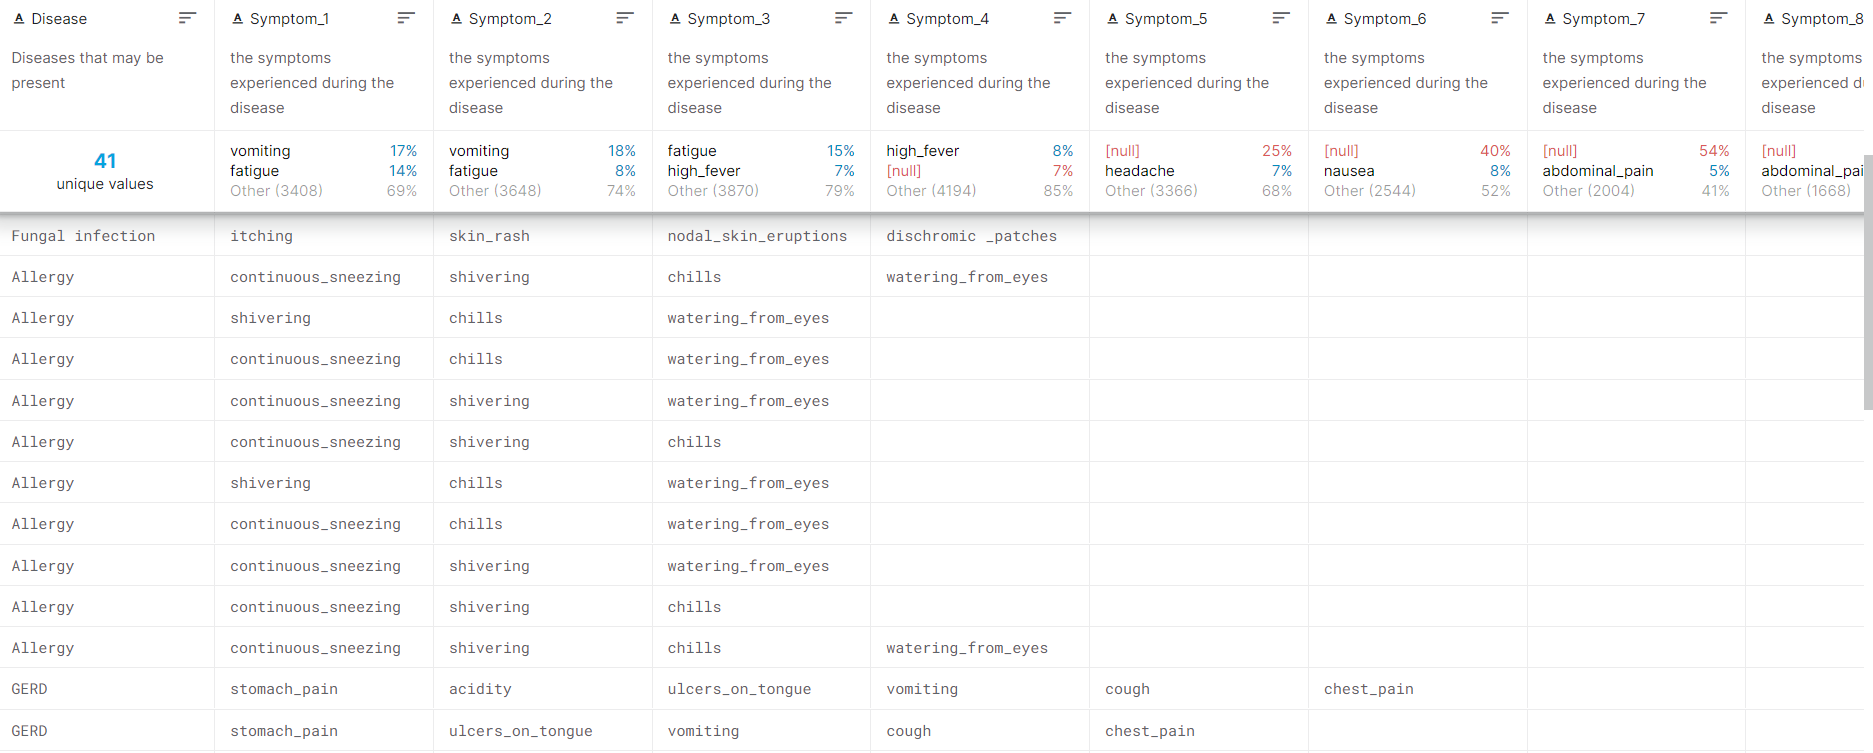 Disease Symptom_1 Symptom_2 Symptom_3 Symptom_4 Symptom_5 Symptom_6 Symptom_7 Symptom_8
Diseases that may be the symptoms the symptoms the symptoms the symptoms the symptoms the symptoms the symptoms the symptoms
present experienced during the experienced during the experienced during the experienced during the experienced during the experienced during the experienced during the experienced
disease disease disease disease disease disease disease disease
vomiting 17% vomiting 18% fatigue 15% high_fever 8% [null] 25% [null] 40% [null] 54% [null]
41 fatigue 14% fatigue 8% high_fever 7% [null] 7% headache 7% nausea 8% abdominal_pain 5% abdominal_pai
unique values Other (3408) 69% Other (3648) 74% Other (3870) 79% Other (4194) 85% Other (3366) 68% Other (2544) 52% Other (2004) 41% Other (1668)
Fungal infection itching skin_rash nodal_skin_eruptions dischromic _patches
Allergy continuous_sneezing shivering chills watering_from_eyes
Allergy shivering chills watering_from_eyes
Allergy continuous_sneezing chills watering_from_eyes
Allergy continuous_sneezing shivering watering_from_eyes
Allergy continuous_sneezing shivering chills
Allergy shivering chills watering_from_eyes
Allergy continuous_sneezing chills watering_from_eyes
Allergy continuous_sneezing shivering watering_from_eyes
Allergy continuous_sneezing shivering chills
Allergy continuous_sneezing shivering chills watering_from_eyes
GERD stomach_pain acidity ulcers_on_tongue vomiting cough chest_pain
GERD stomach_pain ulcers_on_tongue vomiting cough chest_pain